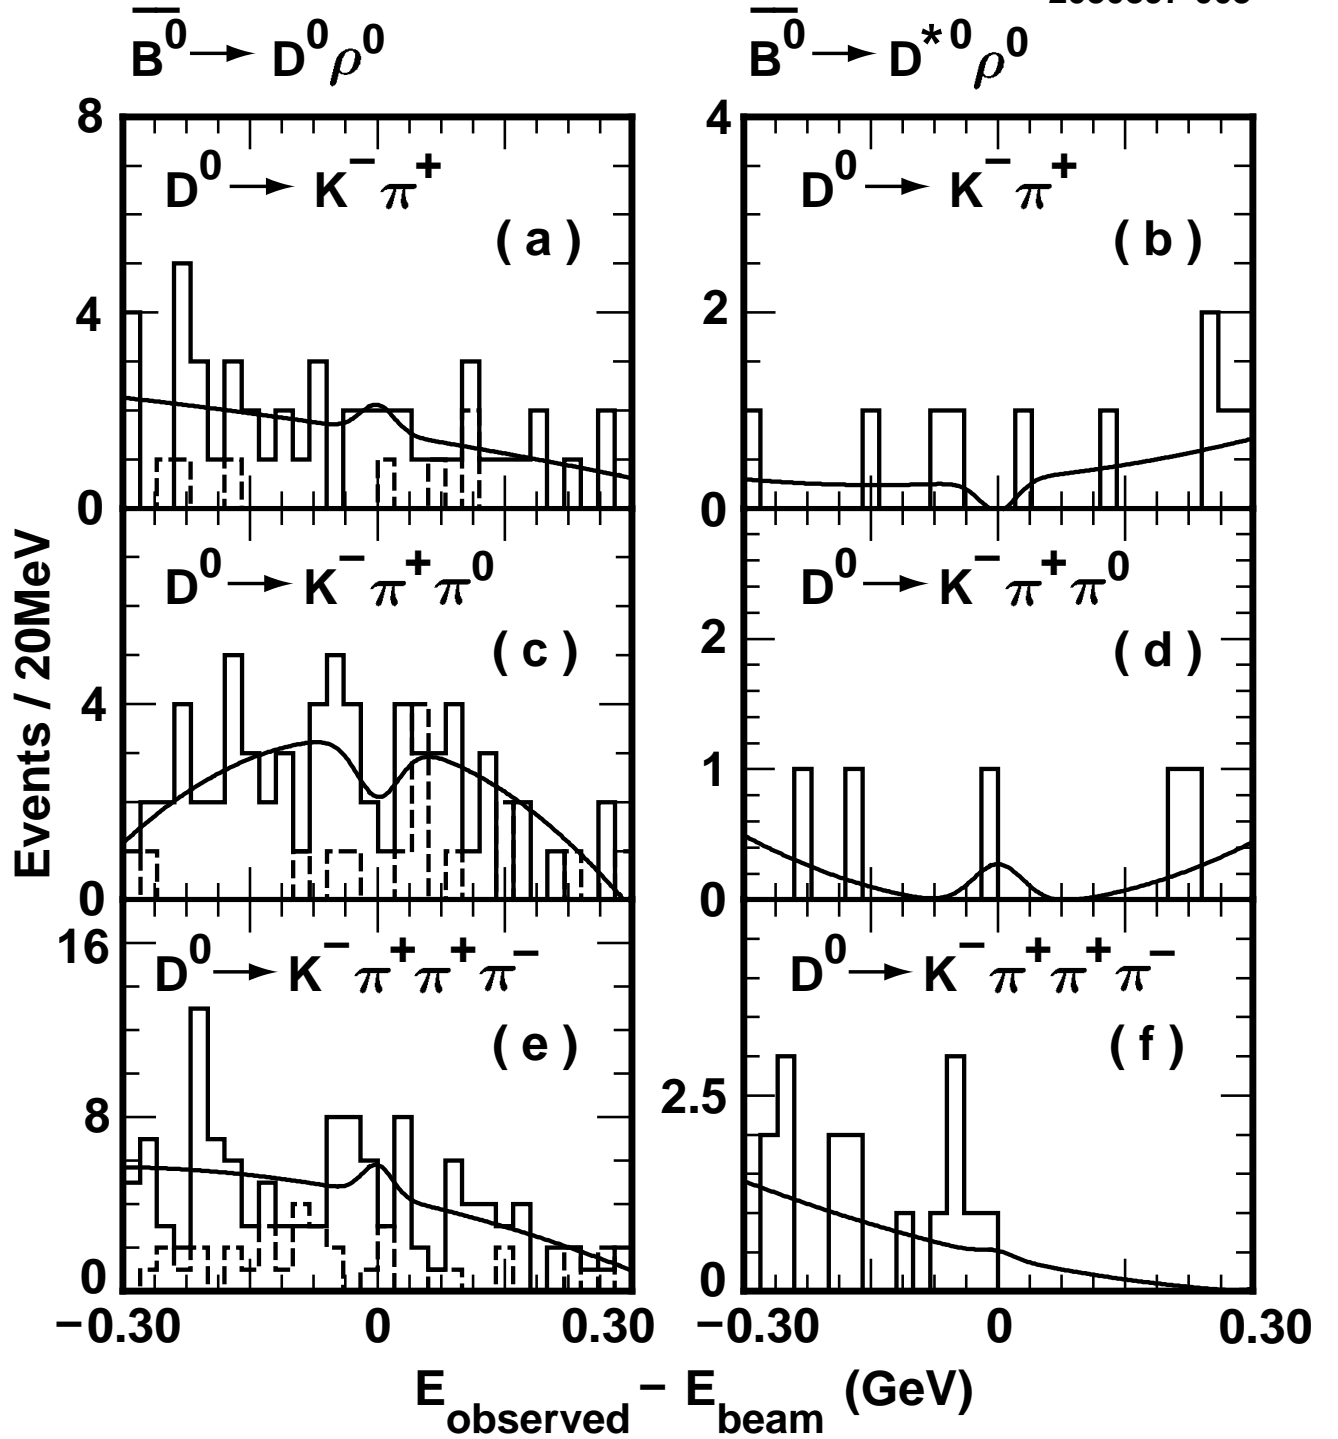 B̅⁰ → D⁰ρ⁰
B̅⁰ → D*⁰ρ⁰
8
D⁰ → K⁻π⁺
(a)
4
0
4
D⁰ → K⁻π⁺
(b)
2
0
D⁰ → K⁻π⁺π⁰
(c)
4
0
D⁰ → K⁻π⁺π⁰
(d)
2
1
0
16
D⁰ → K⁻π⁺π⁺π⁻
(e)
8
0
D⁰ → K⁻π⁺π⁺π⁻
(f)
2.5
0
−0.30 0 0.30
−0.30 0 0.30
Events / 20MeV
E_observed − E_beam (GeV)